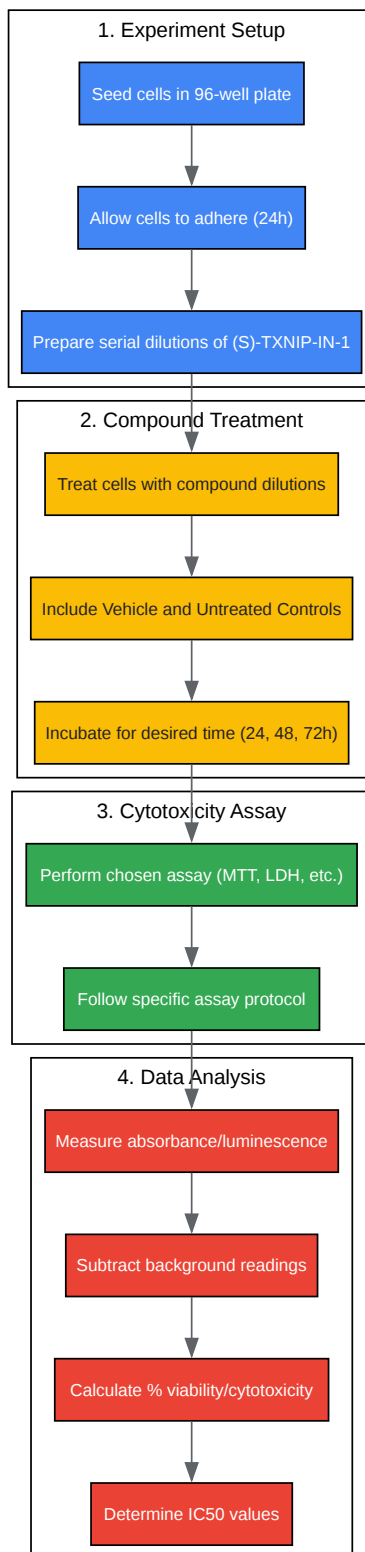 1. Experiment Setup
Seed cells in 96-well plate
Allow cells to adhere (24h)
Prepare serial dilutions of (S)-TXNIP-IN-1
2. Compound Treatment
Treat cells with compound dilutions
Include Vehicle and Untreated Controls
Incubate for desired time (24, 48, 72h)
3. Cytotoxicity Assay
Perform chosen assay (MTT, LDH, etc.)
Follow specific assay protocol
4. Data Analysis
Measure absorbance/luminescence
Subtract background readings
Calculate % viability/cytotoxicity
Determine IC50 values